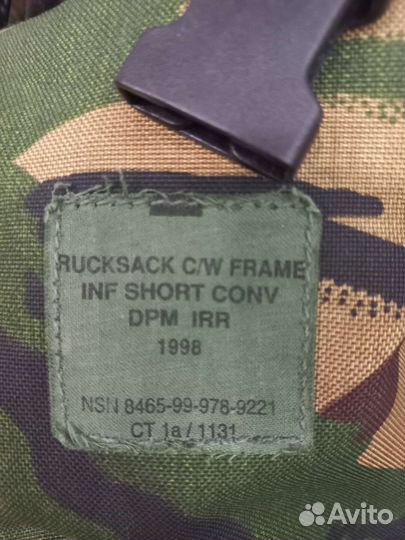 RUCKSACK C/W FRAME
INF SHORT CONV
DPM IRR
1998
NSN 8465-99-978-9221
CT 1a / 1131
Avito